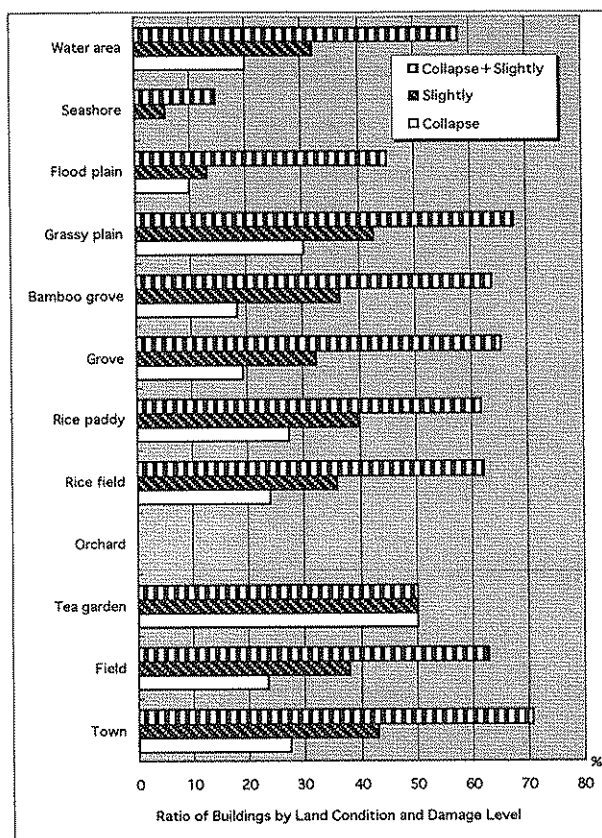 Water area
Seashore
Flood plain
Grassy plain
Bamboo grove
Grove
Rice paddy
Rice field
Orchard
Tea garden
Field
Town
Collapse + Slightly
Slightly
Collapse
0 10 20 30 40 50 60 70 80
%
Ratio of Buildings by Land Condition and Damage Level